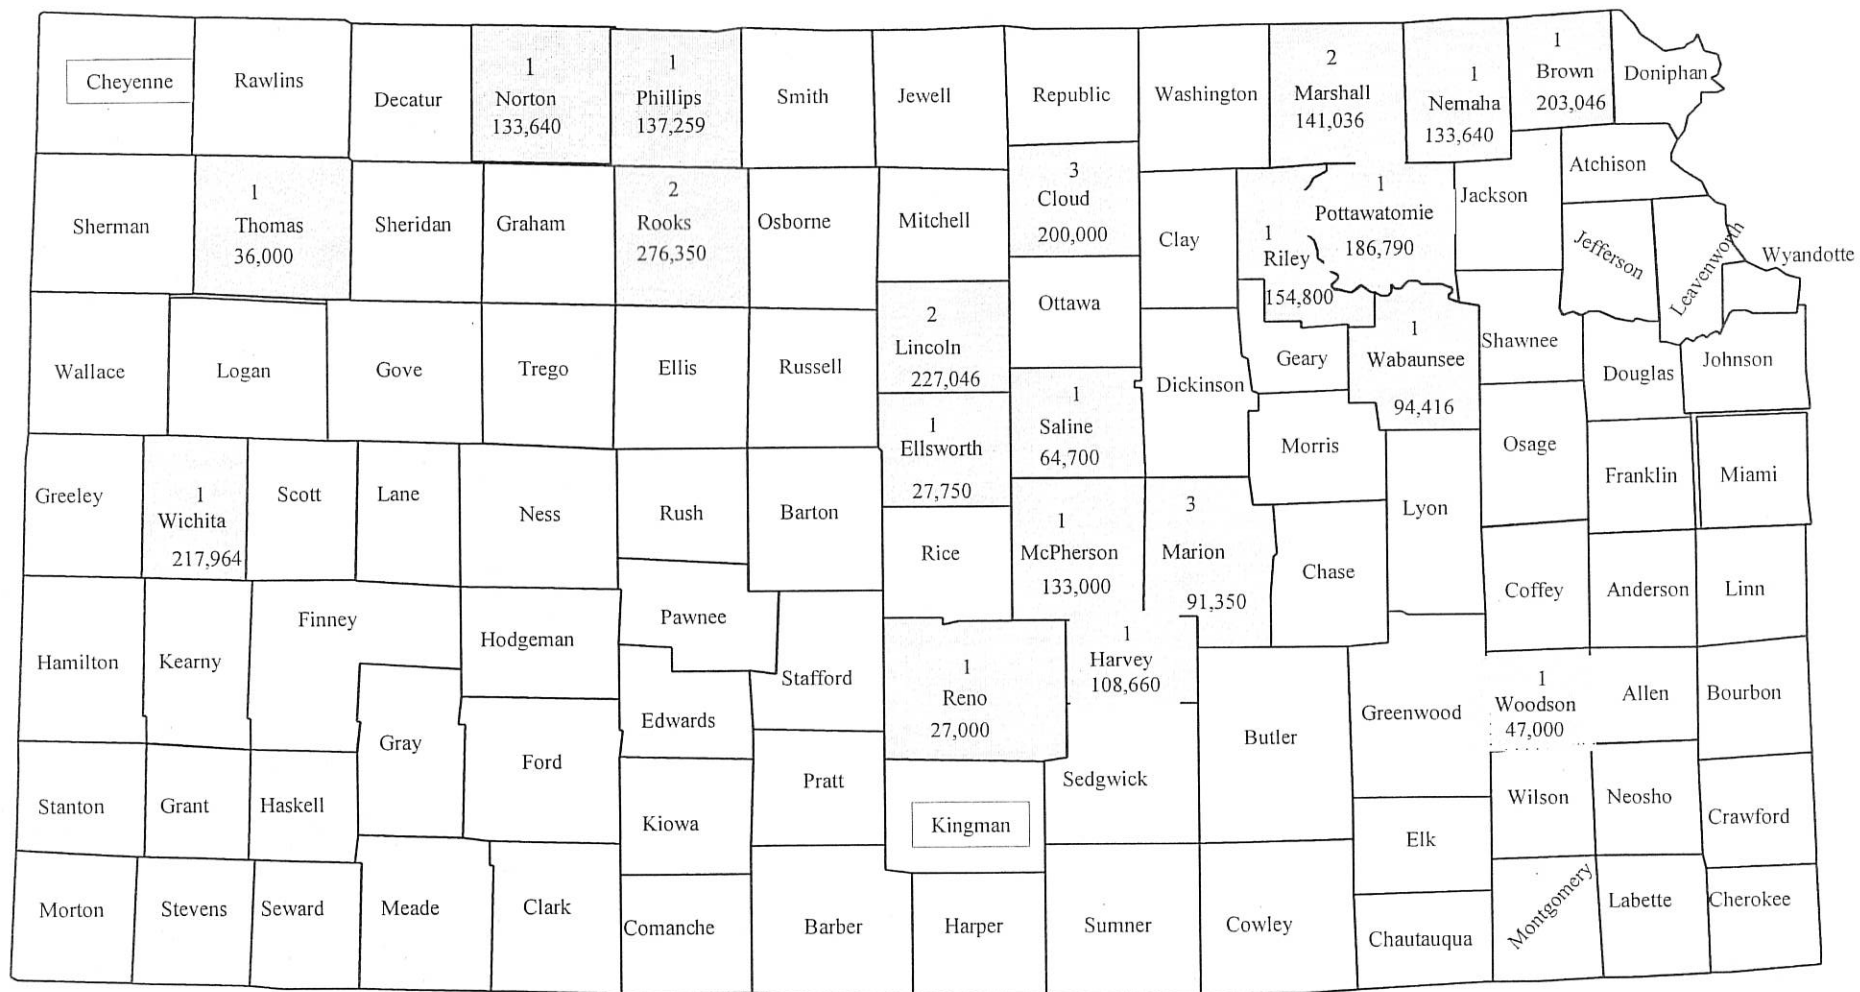 Cheyenne
Rawlins
Decatur
1
Norton
133,640
1
Phillips
137,259
Smith
Jewell
Republic
Washington
2
Marshall
141,036
1
Nemaha
133,640
1
Brown
203,046
Doniphan
Sherman
1
Thomas
36,000
Sheridan
Graham
2
Rooks
276,350
Osborne
Mitchell
3
Cloud
200,000
Clay
1
Riley
154,800
1
Pottawatomie
186,790
Jackson
Atchison
Jefferson
Leavenworth
Wyandotte
Wallace
Logan
Gove
Trego
Ellis
Russell
2
Lincoln
227,046
Ottawa
Dickinson
Geary
1
Wabaunsee
94,416
Shawnee
Douglas
Johnson
1
Ellsworth
27,750
1
Saline
64,700
Morris
Osage
Franklin
Miami
Greeley
1
Wichita
217,964
Scott
Lane
Ness
Rush
Barton
Rice
1
McPherson
133,000
3
Marion
91,350
Chase
Lyon
Coffey
Anderson
Linn
Hamilton
Kearny
Finney
Hodgeman
Pawnee
Stafford
1
Reno
27,000
1
Harvey
108,660
Butler
Greenwood
1
Woodson
47,000
Allen
Bourbon
Stanton
Grant
Haskell
Gray
Ford
Edwards
Kiowa
Pratt
Kingman
Sedgwick
Elk
Wilson
Neosho
Crawford
Morton
Stevens
Seward
Meade
Clark
Comanche
Barber
Harper
Sumner
Cowley
Chautauqua
Montgomery
Labette
Cherokee